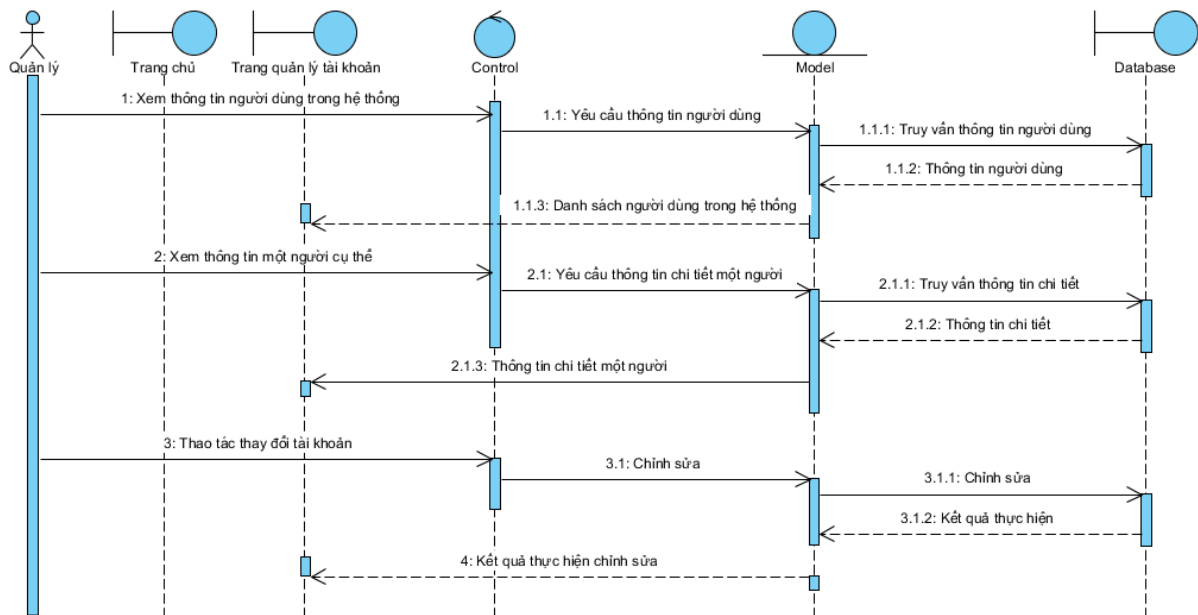 Quản lý
Trang chủ
Trang quản lý tài khoản
Control
Model
Database
1: Xem thông tin người dùng trong hệ thống
1.1: Yêu cầu thông tin người dùng
1.1.1: Truy vấn thông tin người dùng
1.1.2: Thông tin người dùng
1.1.3: Danh sách người dùng trong hệ thống
2: Xem thông tin một người cụ thể
2.1: Yêu cầu thông tin chi tiết một người
2.1.1: Truy vấn thông tin chi tiết
2.1.2: Thông tin chi tiết
2.1.3: Thông tin chi tiết một người
3: Thao tác thay đổi tài khoản
3.1: Chỉnh sửa
3.1.1: Chỉnh sửa
3.1.2: Kết quả thực hiện
4: Kết quả thực hiện chỉnh sửa